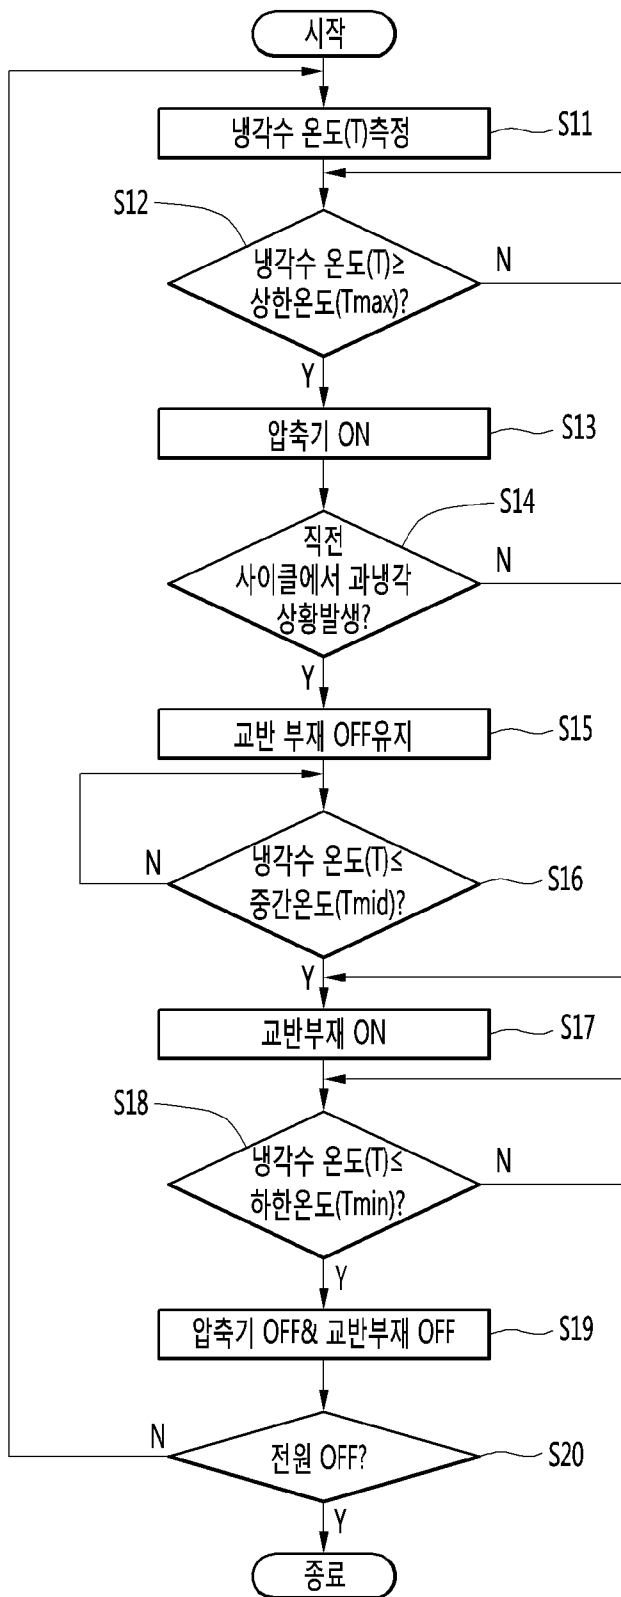 시작
냉각수 온도(T)측정
S11
S12
냉각수 온도(T)≥
상한온도(Tmax)?
N
Y
압축기 ON
S13
S14
직전
사이클에서 과냉각
상황발생?
N
Y
교반 부재 OFF유지
S15
냉각수 온도(T)≤
중간온도(Tmid)?
N
S16
Y
교반부재 ON
S17
S18
냉각수 온도(T)≤
하한온도(Tmin)?
N
Y
압축기 OFF& 교반부재 OFF
S19
N
전원 OFF?
S20
Y
종료